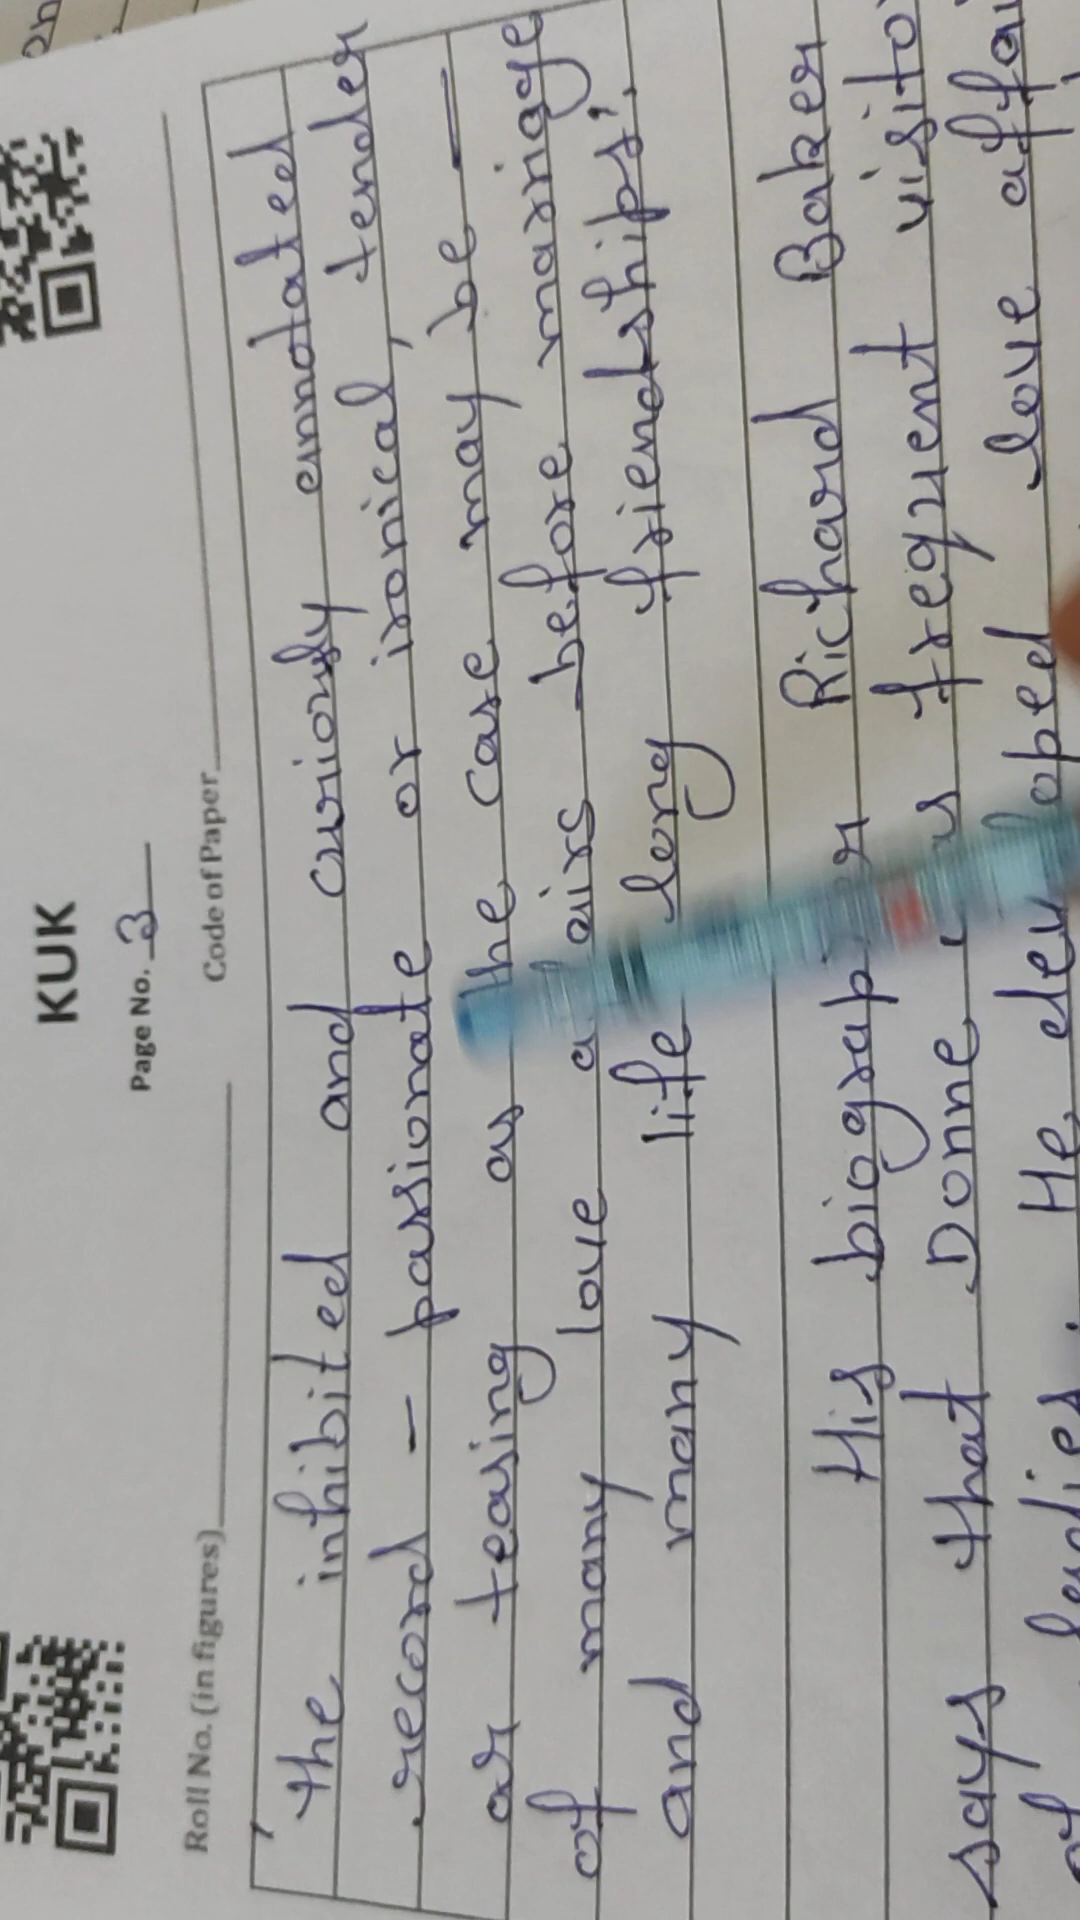 KUK
Page No. 3
Roll No. (in figures) Code of Paper
'the inhibited and curiously annotated
record - passionate or ironical, tender
or teasing as the case may be —
of many love affairs before marriage
and many life long friendships'.
His biographer Richard Baker
says that Donne was frequent visitor
of ladies. He developed love affai